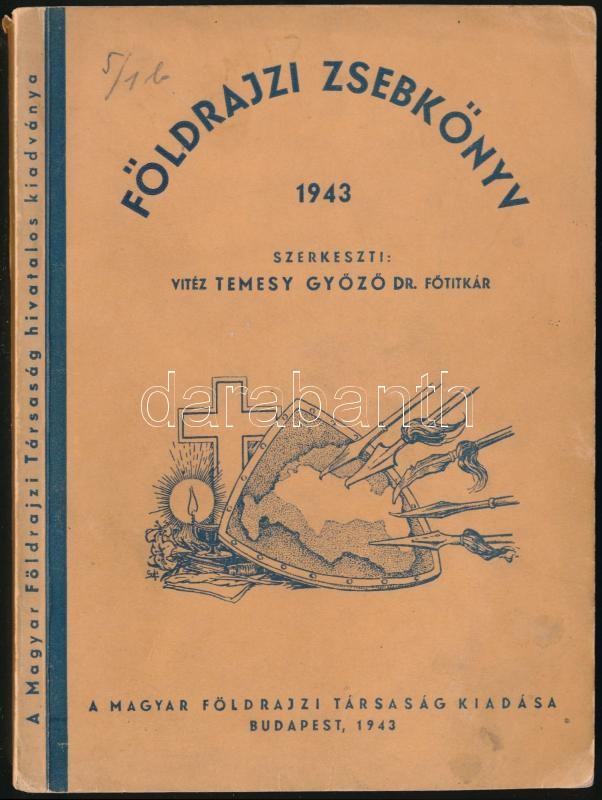 5/16
FÖLDRAJZI ZSEBKÖNYV
1943
SZERKESZTI:
VITÉZ TEMESY GYŐZŐ DR. FŐTITKÁR
darabanth
A MAGYAR FÖLDRAJZI TÁRSASÁG KIADÁSA
BUDAPEST, 1943
A Magyar Földrajzi Társaság hivatalos kiadványa